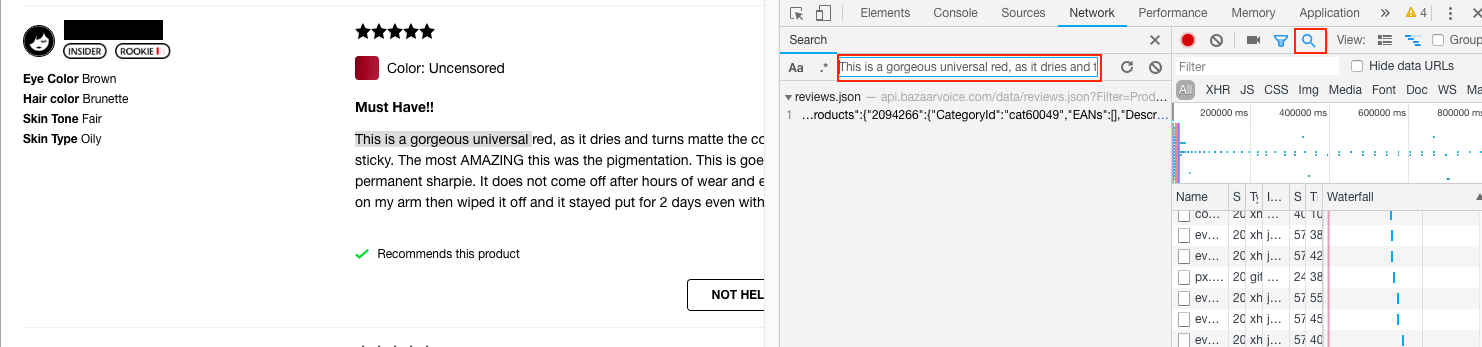 INSIDER ROOKIE
Eye Color Brown
Hair color Brunette
Skin Tone Fair
Skin Type Oily
Color: Uncensored
Must Have!!
This is a gorgeous universal red, as it dries and turns matte the co
sticky. The most AMAZING this was the pigmentation. This is goe
permanent sharpie. It does not come off after hours of wear and e
on my arm then wiped it off and it stayed put for 2 days even with
Recommends this product
NOT HEL
Elements Console Sources Network Performance Memory Application » 4
Search
Aa .* This is a gorgeous universal red, as it dries and t
reviews.json — api.bazaarvoice.com/data/reviews.json?Filter=Prod…
1 …roducts":{"2094266":{"CategoryId":"cat60049","EANs":[],"Descr…
View: Group
Filter Hide data URLs
All XHR JS CSS Img Media Font Doc WS Ma
200000 ms 400000 ms 600000 ms 800000 ms
Name S Ty I… S Ti Waterfall
co… 20 xh j… 40 10
ev… 20 xh j… 57 38
ev… 20 xh j… 57 42
px.… 20 gif … 24 38
ev… 20 xh j… 57 55
ev… 20 xh j… 57 45
ev… 20 xh j… 57 40